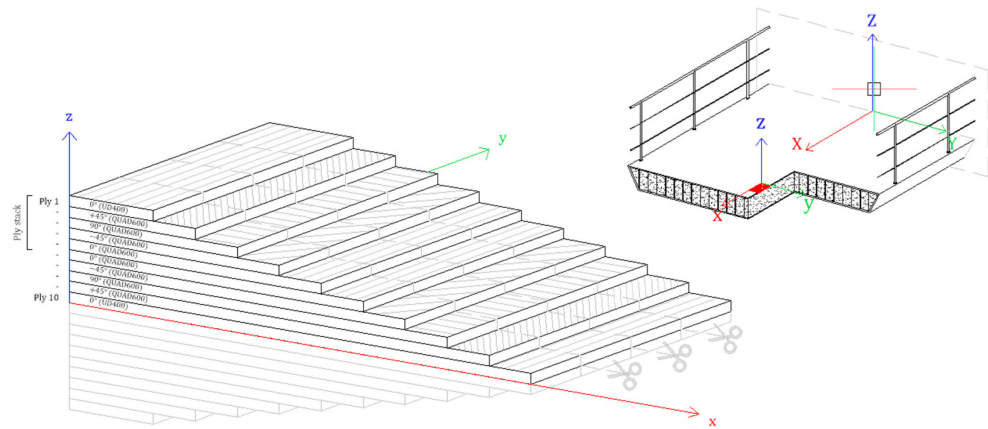 z
y
x
Ply stack
Ply 1
Ply 10
0° (UD400)
+45° (QUAD600)
90° (QUAD600)
-45° (QUAD600)
0° (QUAD600)
0° (QUAD600)
-45° (QUAD600)
90° (QUAD600)
+45° (QUAD600)
0° (UD400)
Z
X
Y
z
x
y